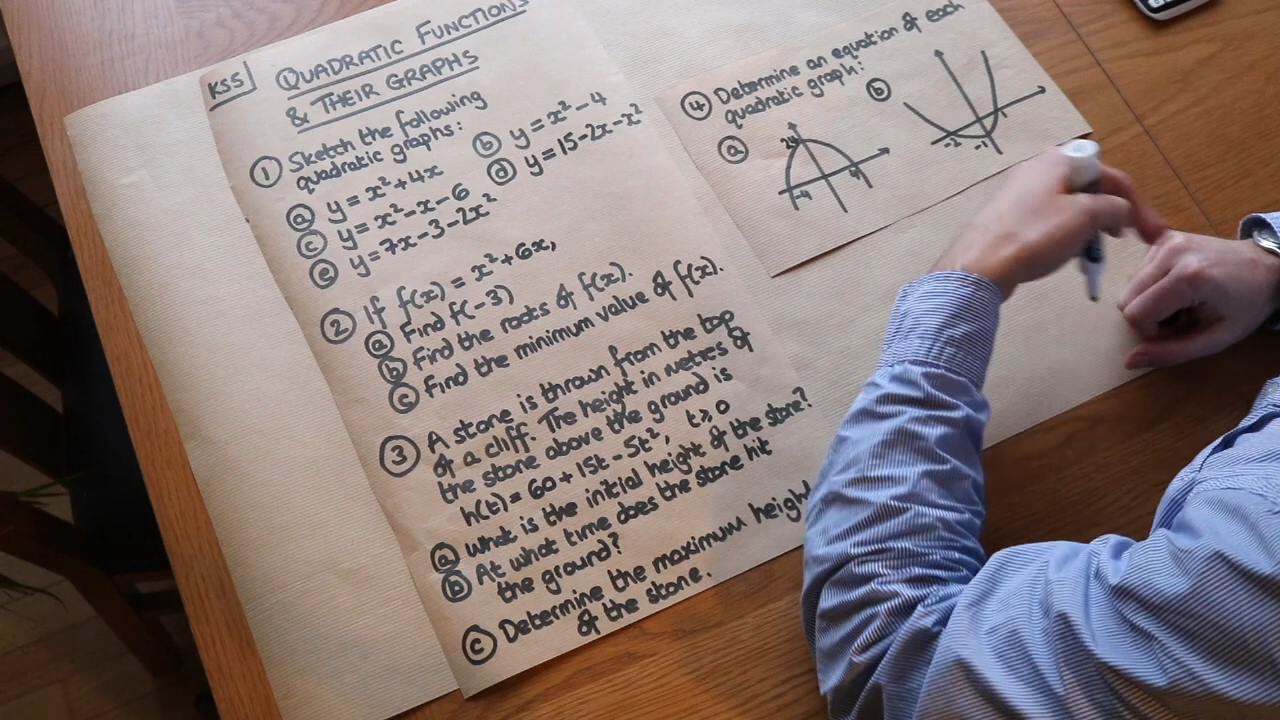 KS5
QUADRATIC FUNCTIONS
& THEIR GRAPHS
① Sketch the following
quadratic graphs:
ⓐ y = x² + 4x
ⓑ y = x² - 4
ⓒ y = x² - x - 6
ⓓ y = 15 - 2x - x²
ⓔ y = 7x - 3 - 2x²
② If f(x) = x² + 6x,
ⓐ Find f(-3)
ⓑ Find the roots of f(x).
ⓒ Find the minimum value of f(x).
③ A stone is thrown from the top
of a cliff. The height in metres of
the stone above the ground is
h(t) = 60 + 15t - 5t², t ⩾ 0
ⓐ What is the initial height of the stone?
ⓑ At what time does the stone hit
the ground?
ⓒ Determine the maximum height
of the stone.
④ Determine an equation of each
quadratic graph:
ⓐ
24
-4
ⓑ
-2
-1